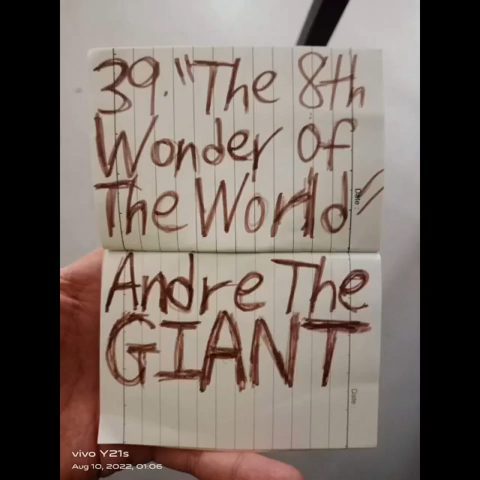 39. "The 8th
Wonder Of
The World"
Andre The
GIANT
Date:
Date
vivo Y21s
Aug 10, 2022, 01:06